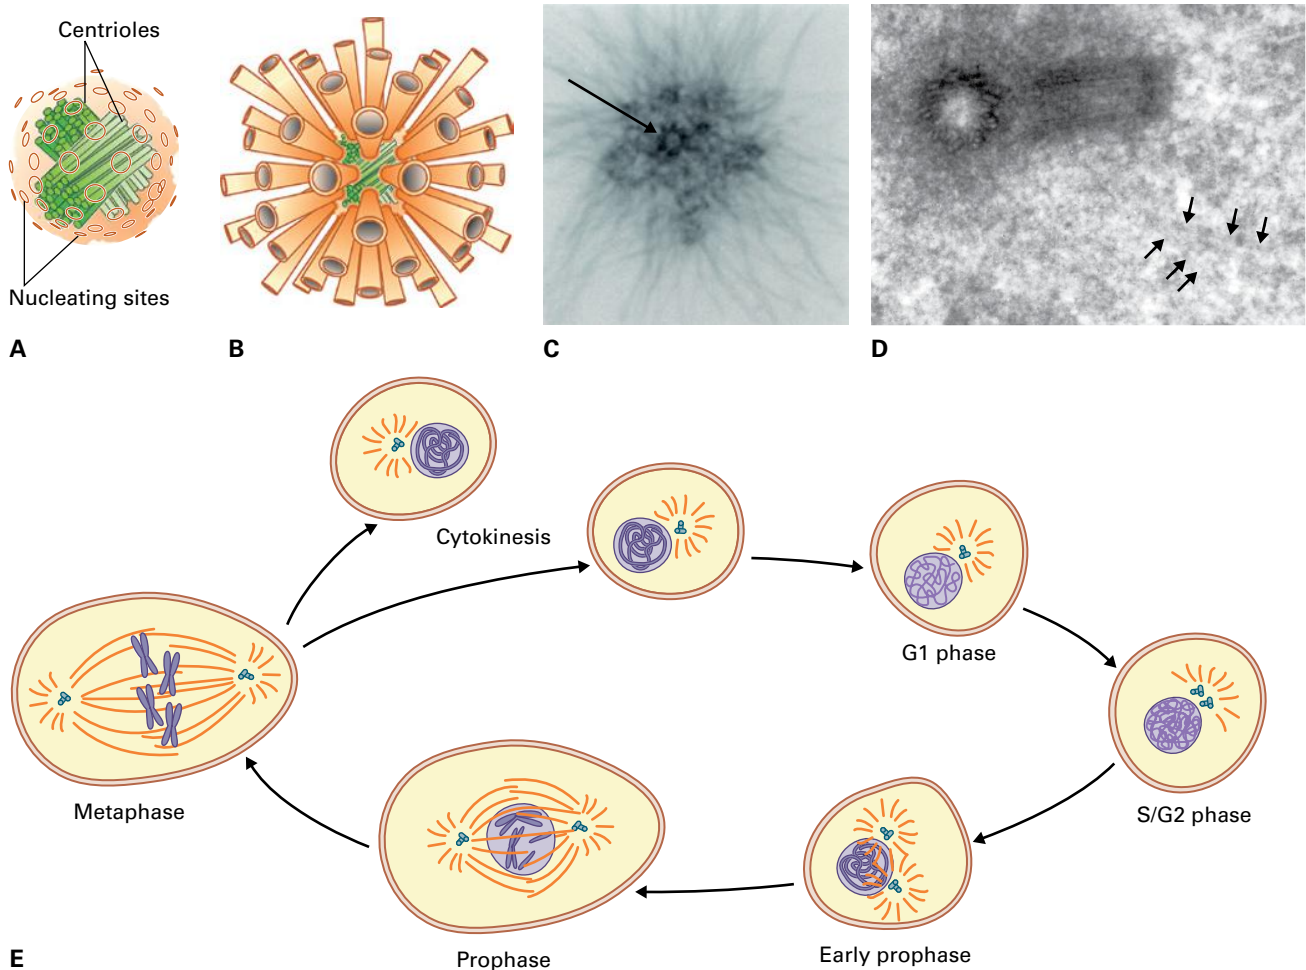 Centrioles
Nucleating sites
A
B
C
D
Cytokinesis
G1 phase
Metaphase
S/G2 phase
Early prophase
Prophase
E